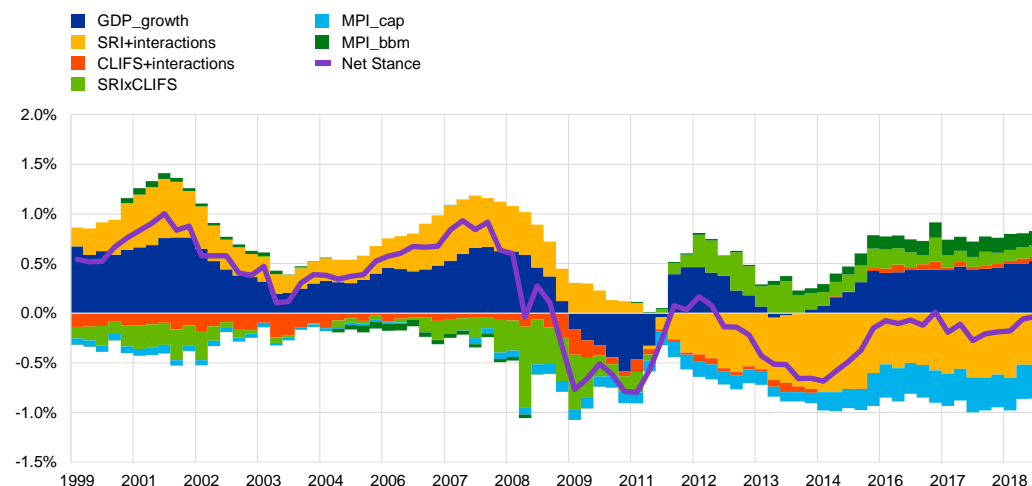 GDP_growth
SRI+interactions
CLIFS+interactions
SRIxCLIFS
MPI_cap
MPI_bbm
Net Stance
2.0%
1.5%
1.0%
0.5%
0.0%
-0.5%
-1.0%
-1.5%
1999 2001 2002 2003 2004 2006 2007 2008 2009 2011 2012 2013 2014 2016 2017 2018